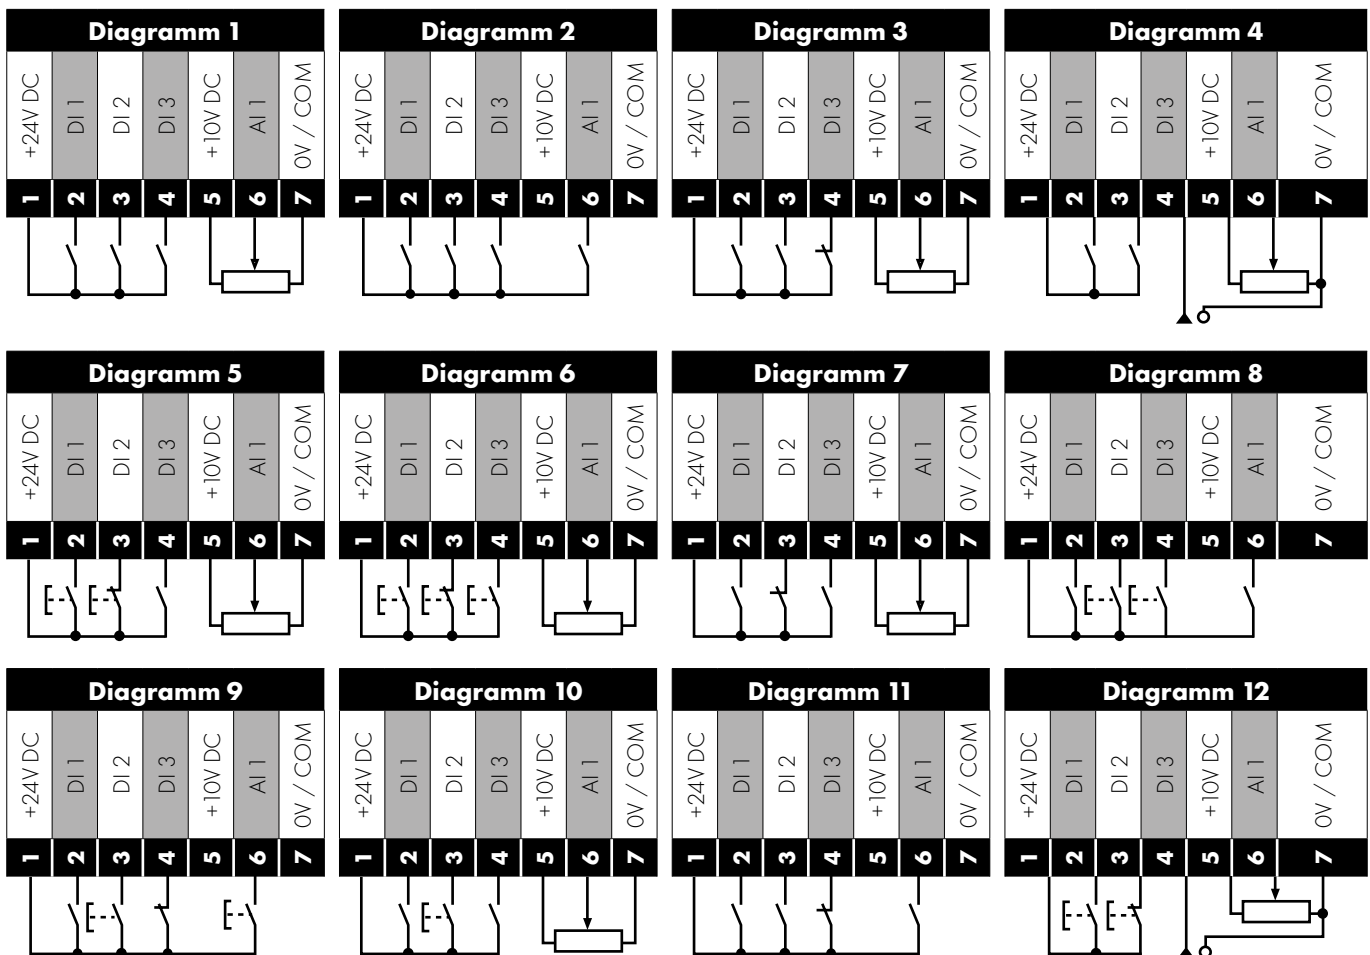 Diagramm 1
+24V DC
DI 1
DI 2
DI 3
+10V DC
AI 1
0V / COM
1
2
3
4
5
6
7
Diagramm 2
+24V DC
DI 1
DI 2
DI 3
+10V DC
AI 1
0V / COM
1
2
3
4
5
6
7
Diagramm 3
+24V DC
DI 1
DI 2
DI 3
+10V DC
AI 1
0V / COM
1
2
3
4
5
6
7
Diagramm 4
+24V DC
DI 1
DI 2
DI 3
+10V DC
AI 1
0V / COM
1
2
3
4
5
6
7
Diagramm 5
+24V DC
DI 1
DI 2
DI 3
+10V DC
AI 1
0V / COM
1
2
3
4
5
6
7
Diagramm 6
+24V DC
DI 1
DI 2
DI 3
+10V DC
AI 1
0V / COM
1
2
3
4
5
6
7
Diagramm 7
+24V DC
DI 1
DI 2
DI 3
+10V DC
AI 1
0V / COM
1
2
3
4
5
6
7
Diagramm 8
+24V DC
DI 1
DI 2
DI 3
+10V DC
AI 1
0V / COM
1
2
3
4
5
6
7
Diagramm 9
+24V DC
DI 1
DI 2
DI 3
+10V DC
AI 1
0V / COM
1
2
3
4
5
6
7
Diagramm 10
+24V DC
DI 1
DI 2
DI 3
+10V DC
AI 1
0V / COM
1
2
3
4
5
6
7
Diagramm 11
+24V DC
DI 1
DI 2
DI 3
+10V DC
AI 1
0V / COM
1
2
3
4
5
6
7
Diagramm 12
+24V DC
DI 1
DI 2
DI 3
+10V DC
AI 1
0V / COM
1
2
3
4
5
6
7